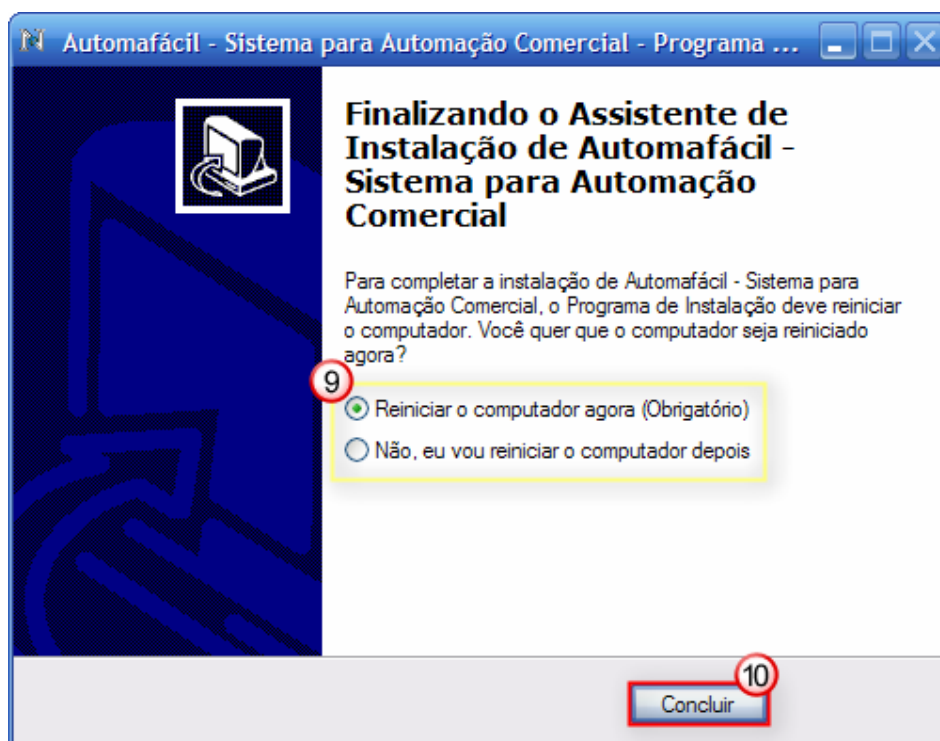 Automafácil - Sistema para Automação Comercial - Programa ...
Finalizando o Assistente de
Instalação de Automafácil -
Sistema para Automação
Comercial
Para completar a instalação de Automafácil - Sistema para
Automação Comercial, o Programa de Instalação deve reiniciar
o computador. Você quer que o computador seja reiniciado
agora?
9
Reiniciar o computador agora (Obrigatório)
Não, eu vou reiniciar o computador depois
10
Concluir